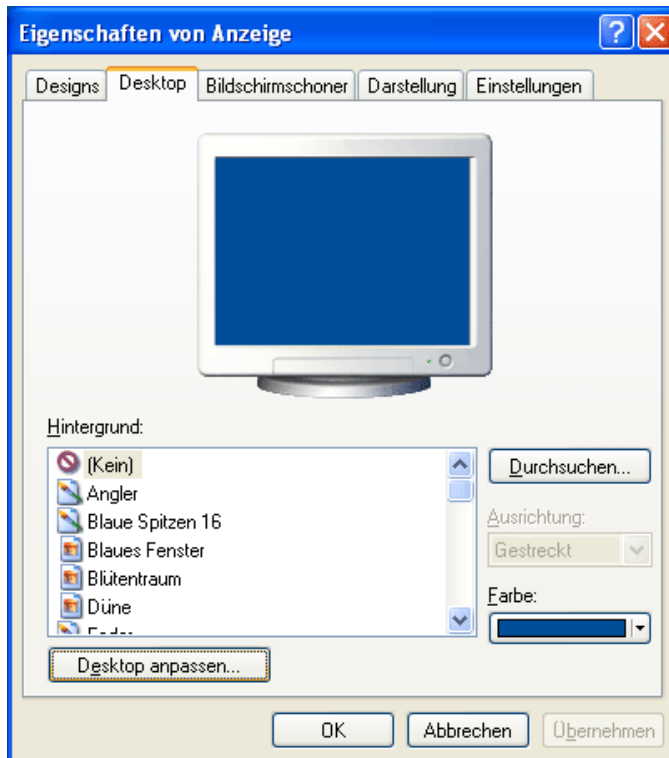 Eigenschaften von Anzeige
Designs Desktop Bildschirmschoner Darstellung Einstellungen
Hintergrund:
(Kein)
Angler
Blaue Spitzen 16
Blaues Fenster
Blütentraum
Düne
Durchsuchen...
Ausrichtung:
Gestreckt
Farbe:
Desktop anpassen...
OK Abbrechen Übernehmen